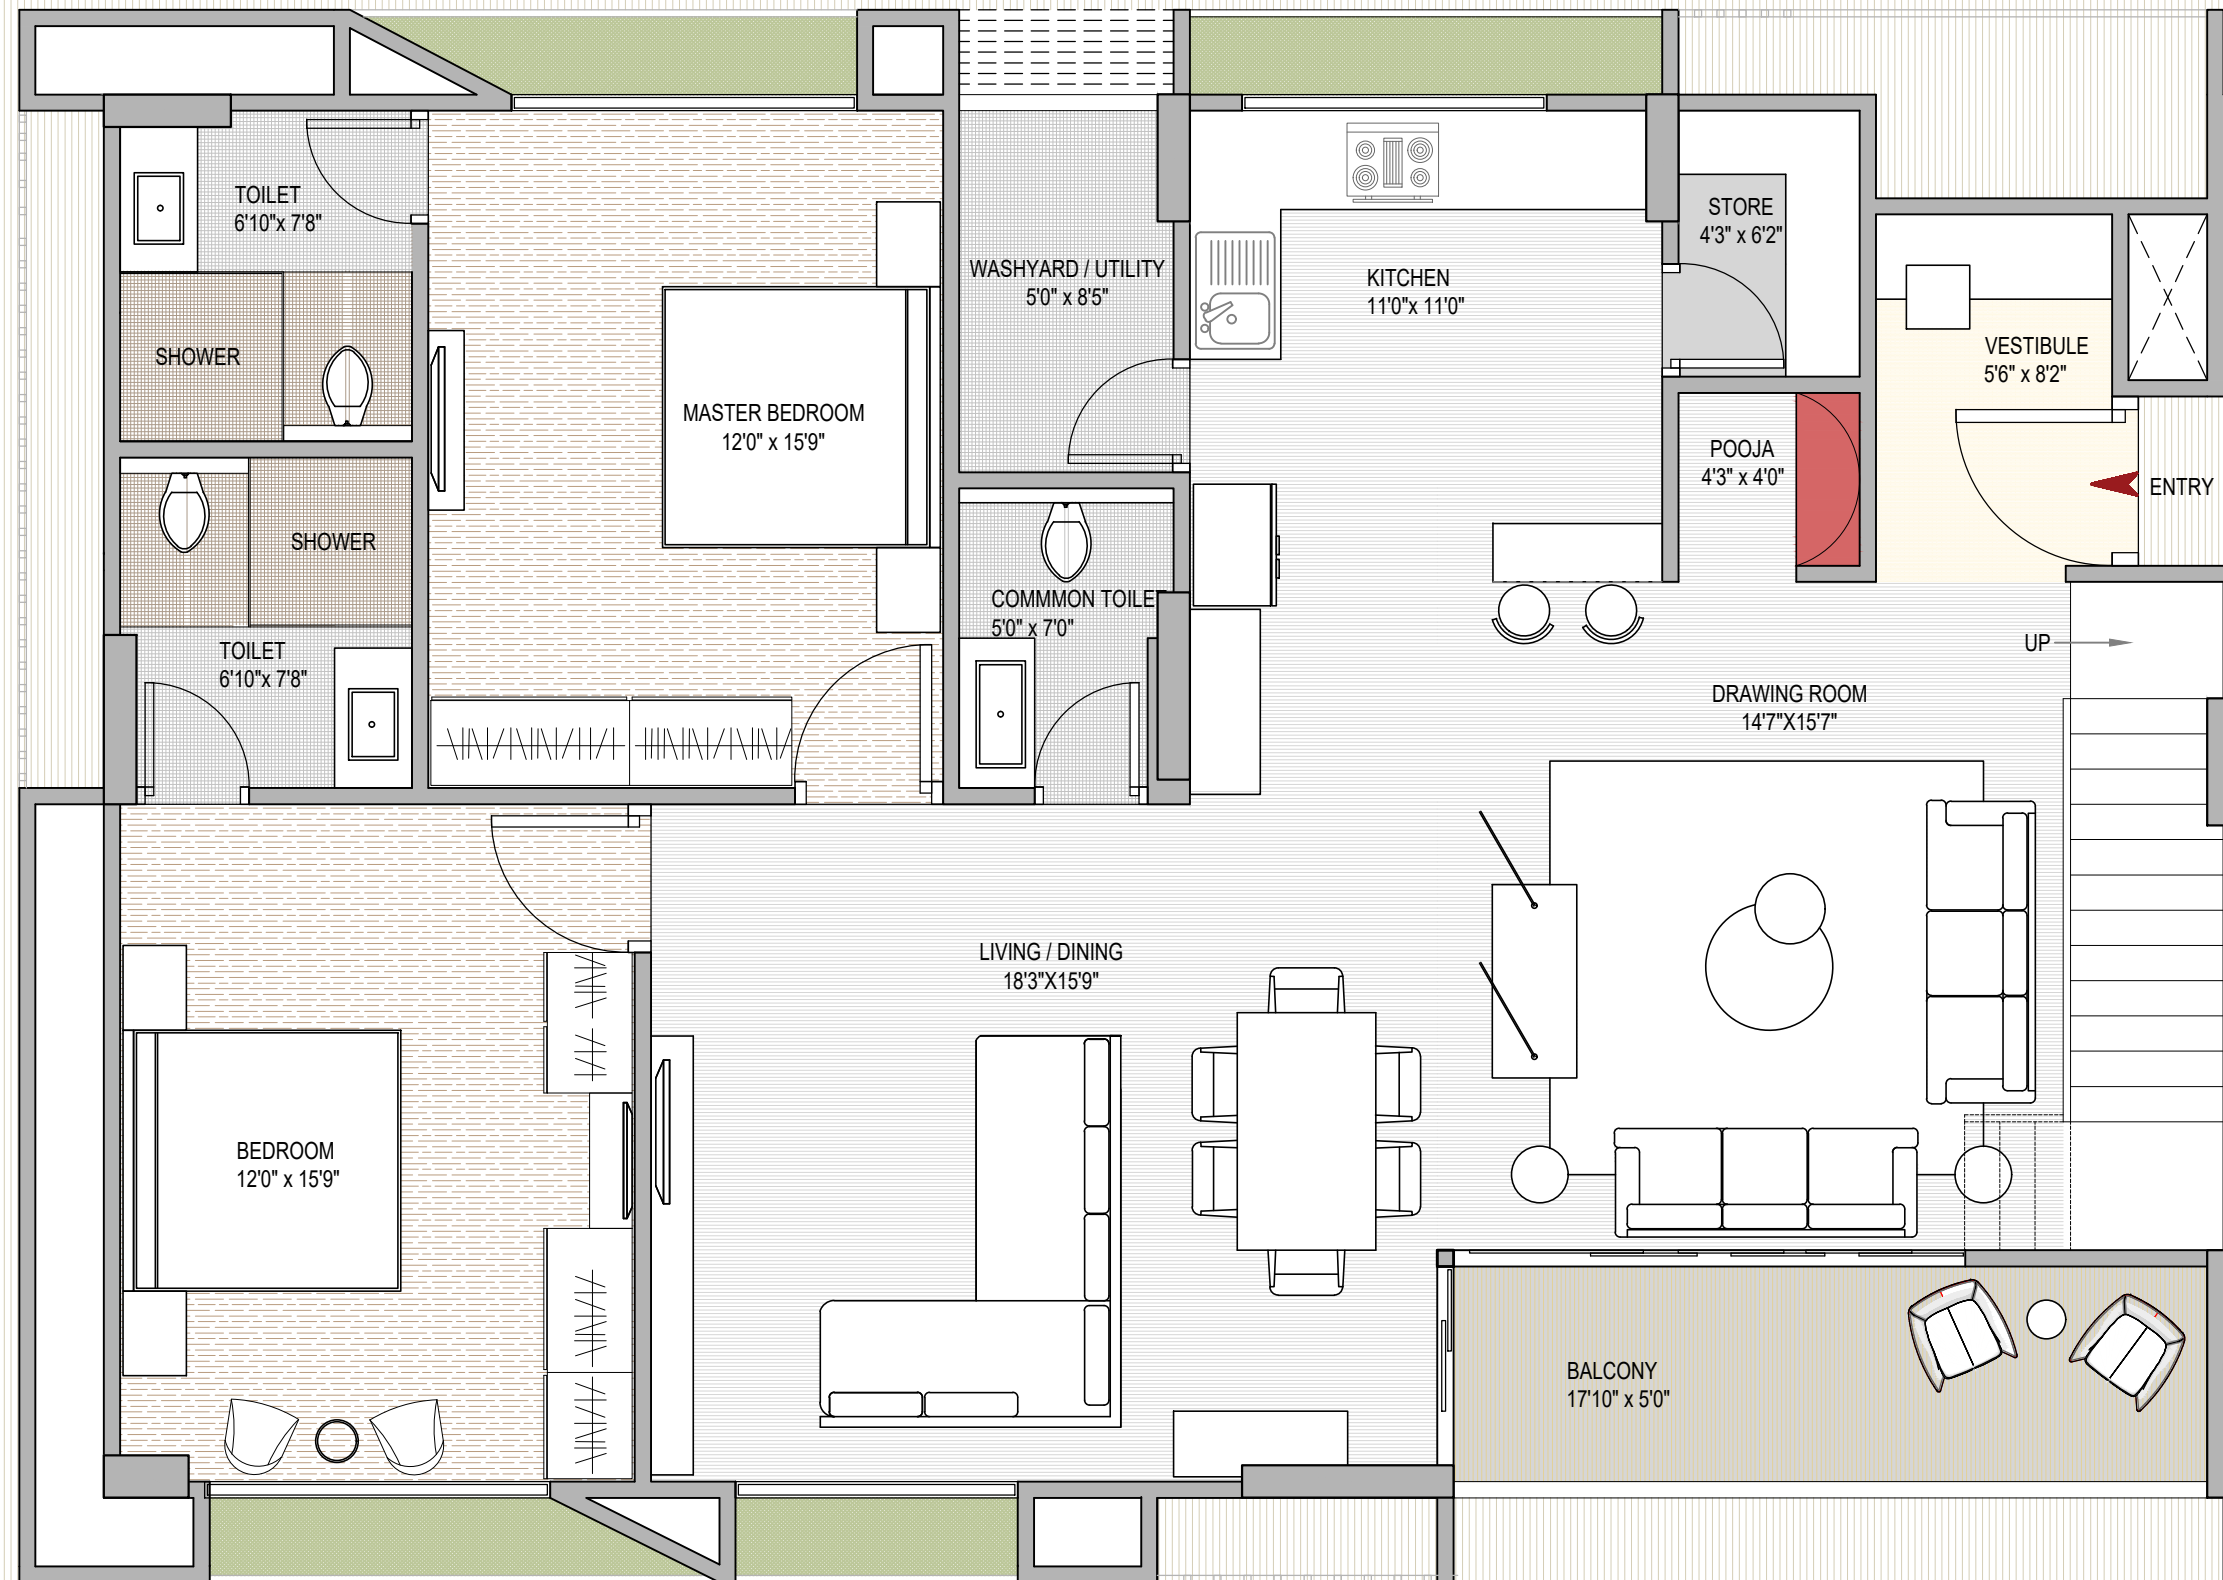 TOILET
6'10"x 7'8"
SHOWER
MASTER BEDROOM
12'0" x 15'9"
WASHYARD / UTILITY
5'0" x 8'5"
KITCHEN
11'0"x 11'0"
STORE
4'3" x 6'2"
VESTIBULE
5'6" x 8'2"
POOJA
4'3" x 4'0"
ENTRY
SHOWER
TOILET
6'10"x 7'8"
COMMMON TOILET
5'0" x 7'0"
UP
DRAWING ROOM
14'7"X15'7"
LIVING / DINING
18'3"X15'9"
BEDROOM
12'0" x 15'9"
BALCONY
17'10" x 5'0"